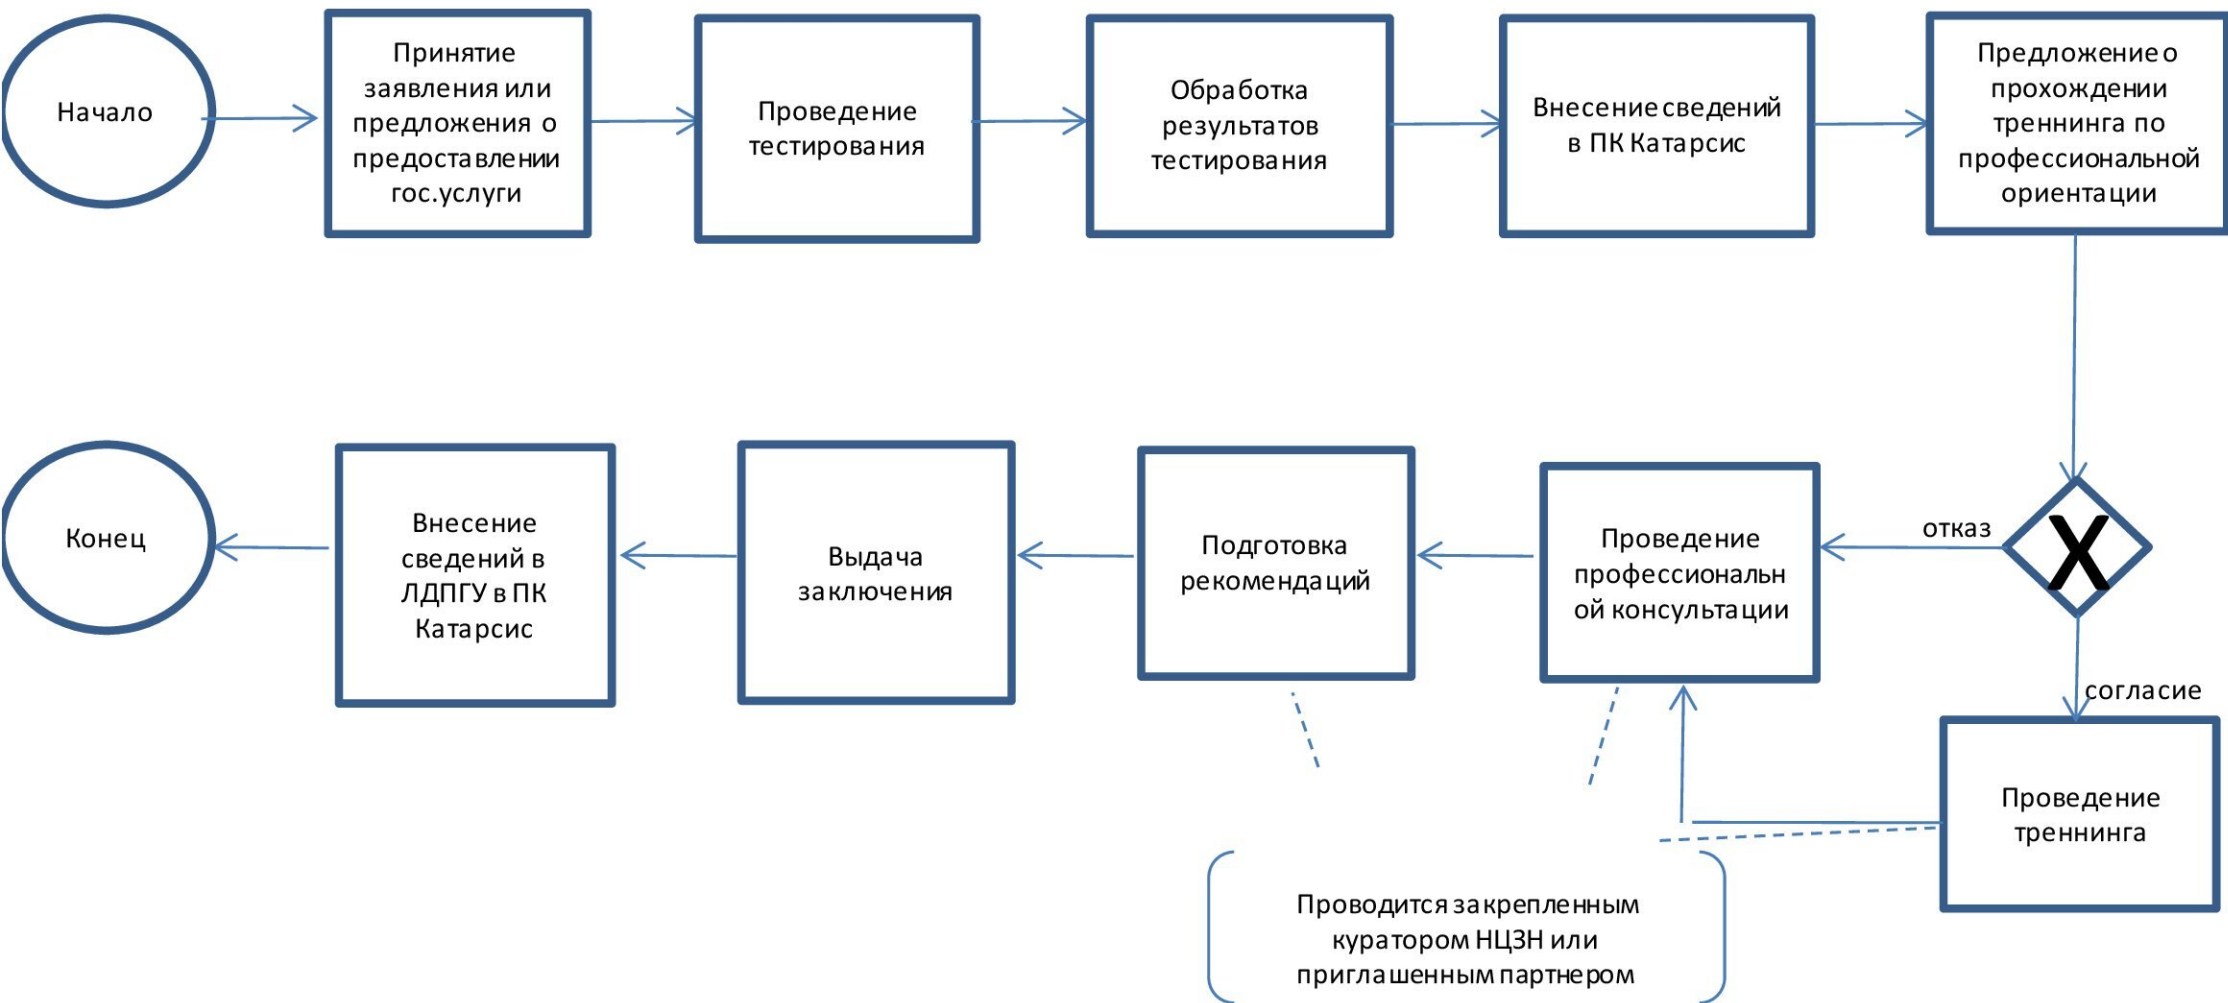 Начало
Принятие
заявления или
предложения о
предоставлении
гос.услуги
Проведение
тестирования
Обработка
результатов
тестирования
Внесение сведений
в ПК Катарсис
Предложение о
прохождении
треннинга по
профессиональной
ориентации
отказ
согласие
X
Проведение
треннинга
Проведение
профессиональн
ой консультации
Подготовка
рекомендаций
Выдача
заключения
Внесение
сведений в
ЛДПГУ в ПК
Катарсис
Конец
Проводится закрепленным
куратором НЦЗН или
приглашенным партнером